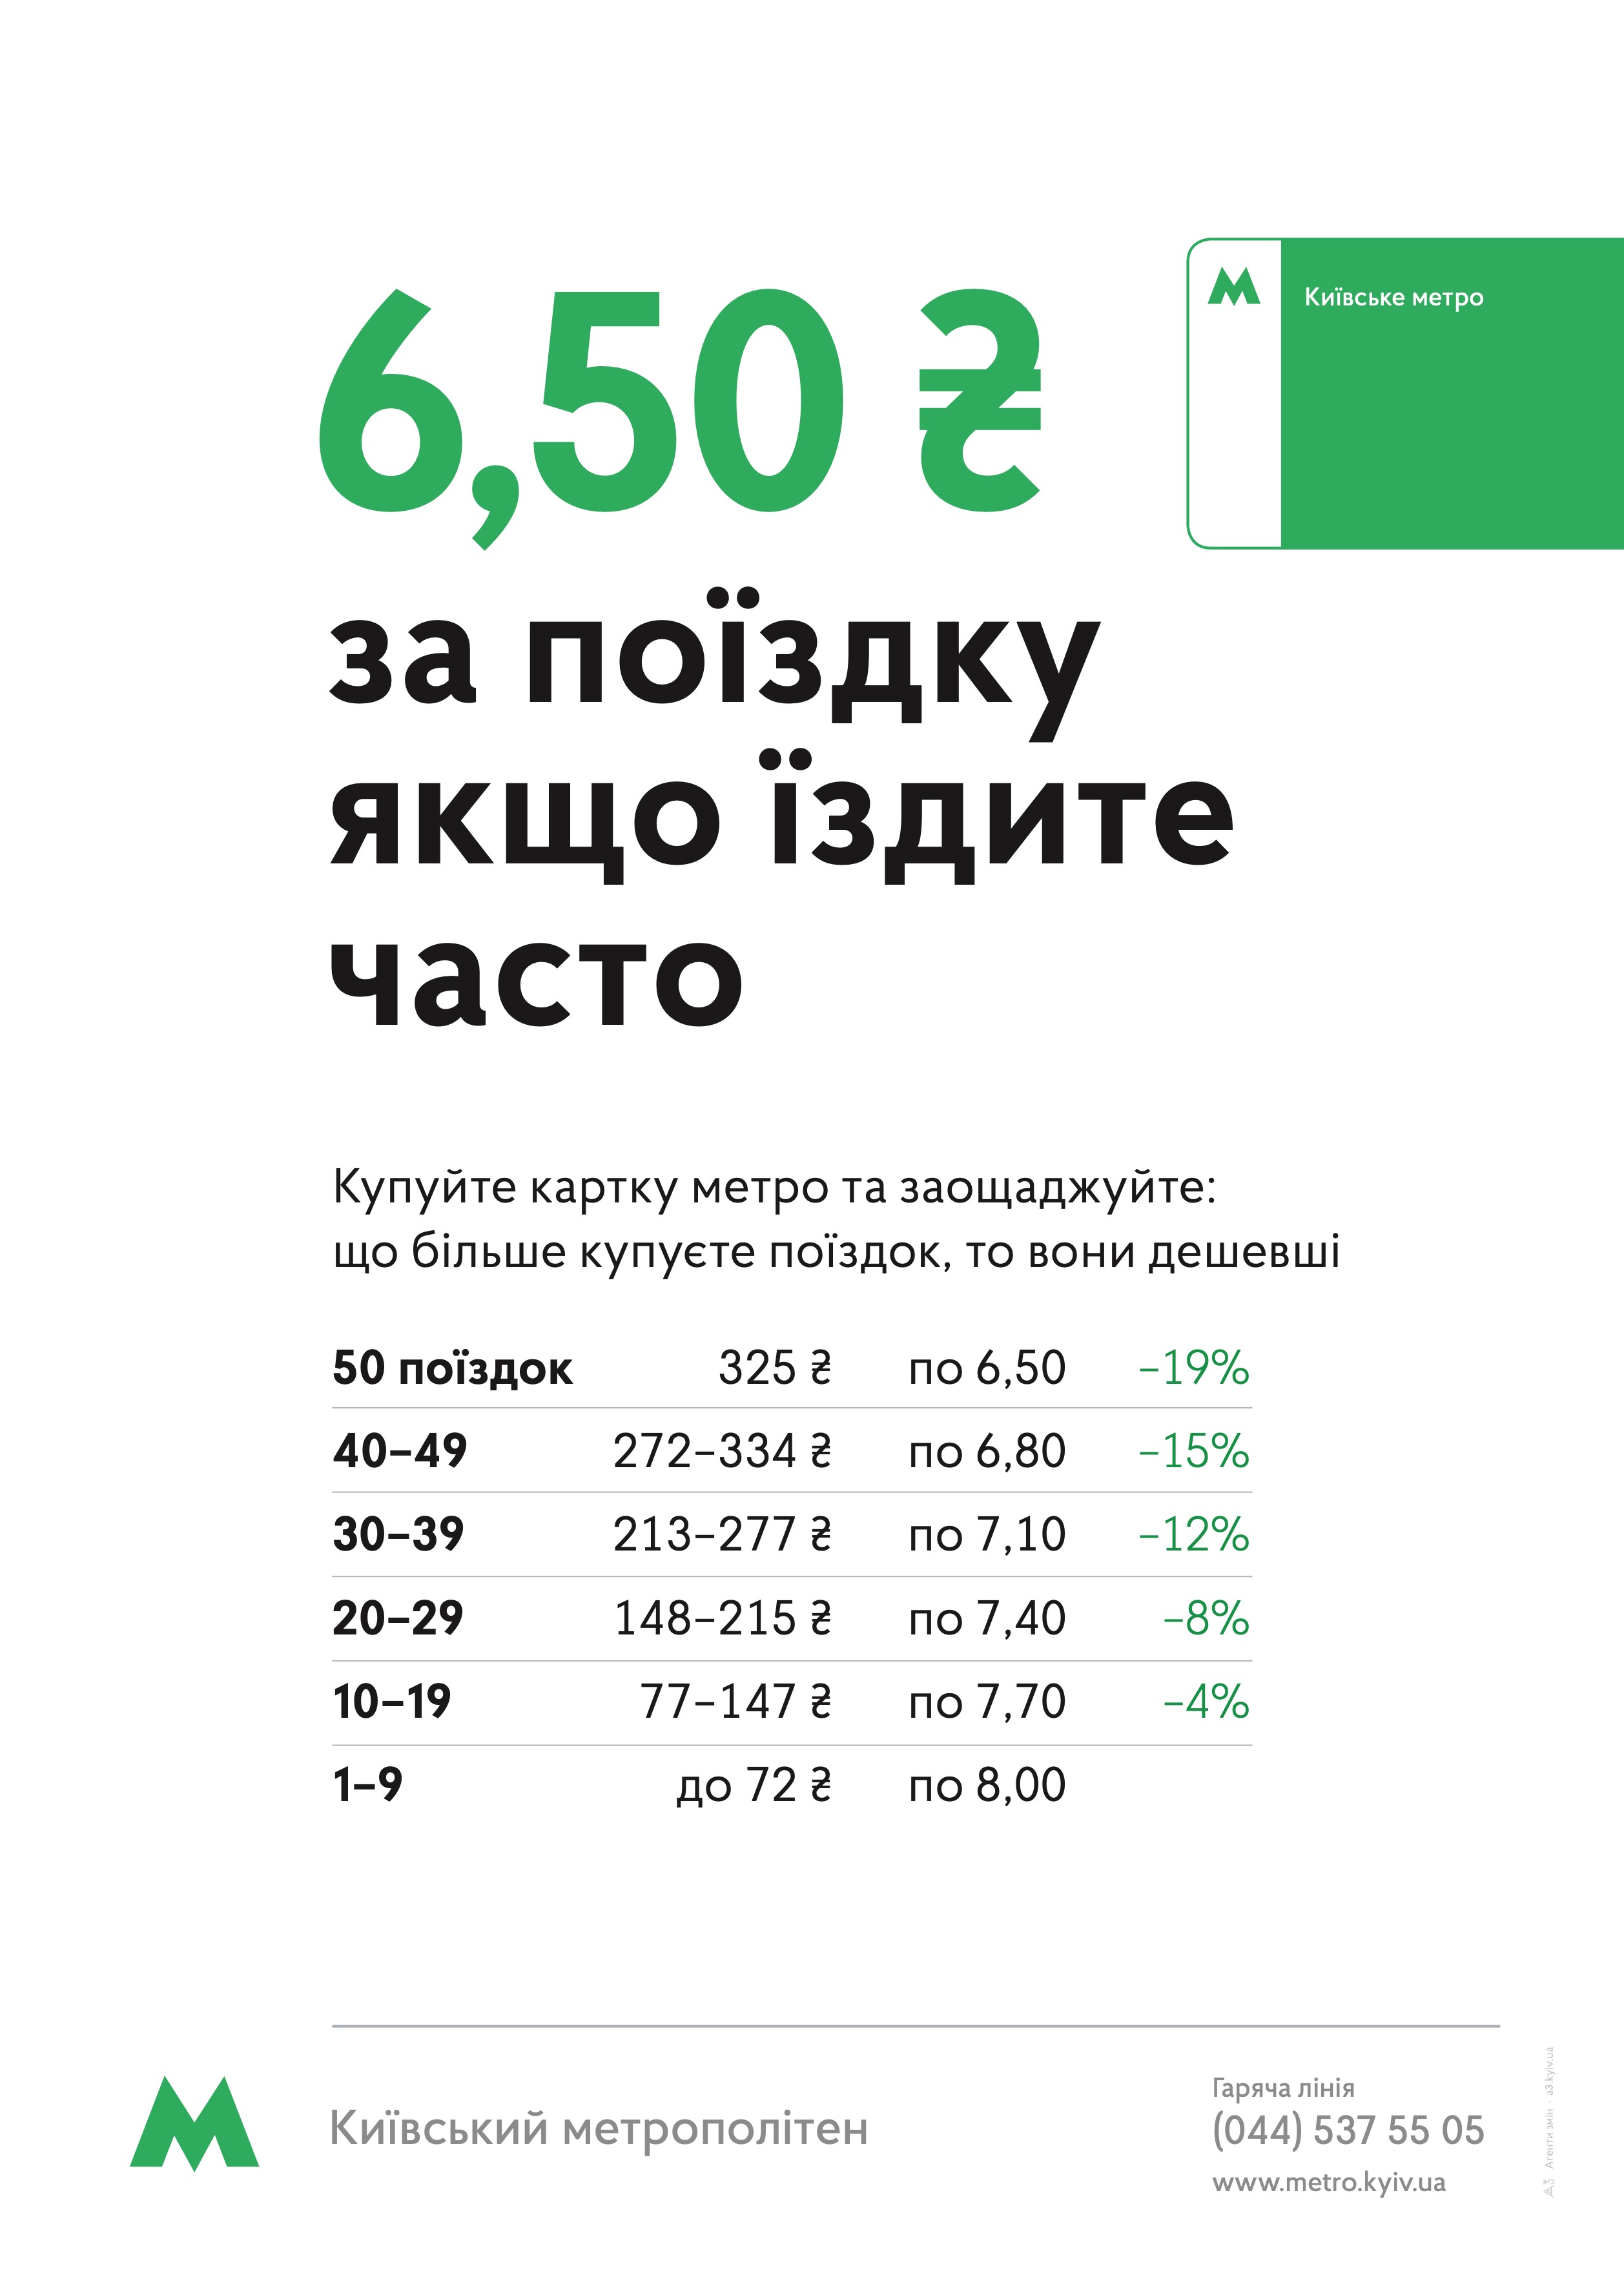 6,50 ₴
Київське метро
за поїздку
якщо їздите
часто
Купуйте картку метро та заощаджуйте:
що більше купуєте поїздок, то вони дешевші
50 поїздок 325 ₴ по 6,50 –19%
40–49 272–334 ₴ по 6,80 –15%
30–39 213–277 ₴ по 7,10 –12%
20–29 148–215 ₴ по 7,40 –8%
10–19 77–147 ₴ по 7,70 –4%
1–9 до 72 ₴ по 8,00
Київський метрополітен
Гаряча лінія
(044) 537 55 05
www.metro.kyiv.ua
Агенти змін · a3.kyiv.ua